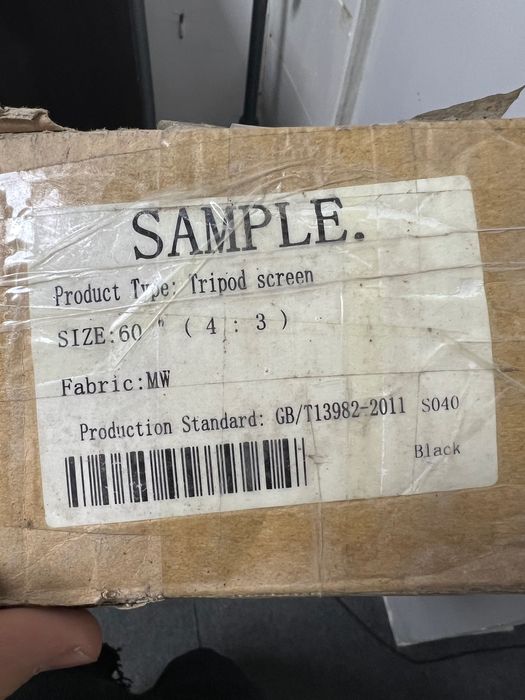 SAMPLE.
Product Type: Tripod screen
SIZE:60 " ( 4 : 3 )
Fabric:MW
Production Standard: GB/T13982-2011 S040
Black